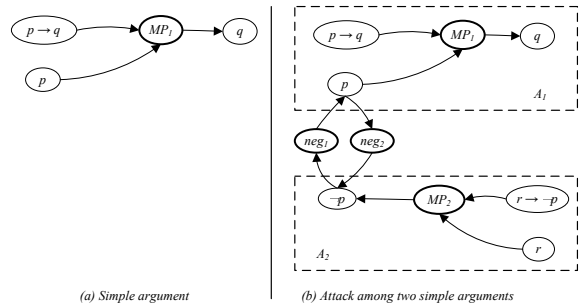 p → q
MP1
q
p
p → q
MP1
q
p
A1
neg1
neg2
¬p
MP2
r → ¬p
r
A2
(a) Simple argument
(b) Attack among two simple arguments